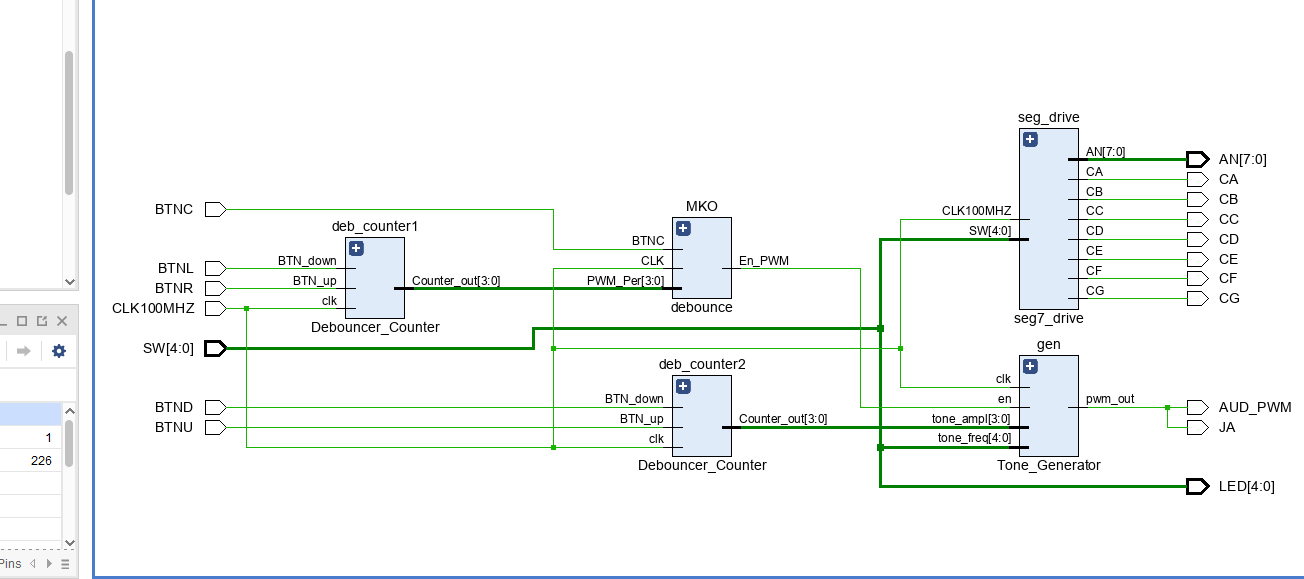 seg_drive
AN[7:0]
AN[7:0]
CA
CA
CB
CB
MKO
BTNC
CLK100MHZ
CC
CC
deb_counter1
SW[4:0]
CD
CD
BTNC
CE
CE
BTNL
BTN_down
CLK
En_PWM
CF
CF
BTNR
BTN_up
Counter_out[3:0]
PWM_Per[3:0]
CG
CG
CLK100MHZ
clk
debounce
Debouncer_Counter
seg7_drive
SW[4:0]
gen
deb_counter2
clk
BTND
BTN_down
en
pwm_out
AUD_PWM
BTNU
BTN_up
Counter_out[3:0]
tone_ampl[3:0]
JA
clk
tone_freq[4:0]
1
Debouncer_Counter
Tone_Generator
226
LED[4:0]
Pins